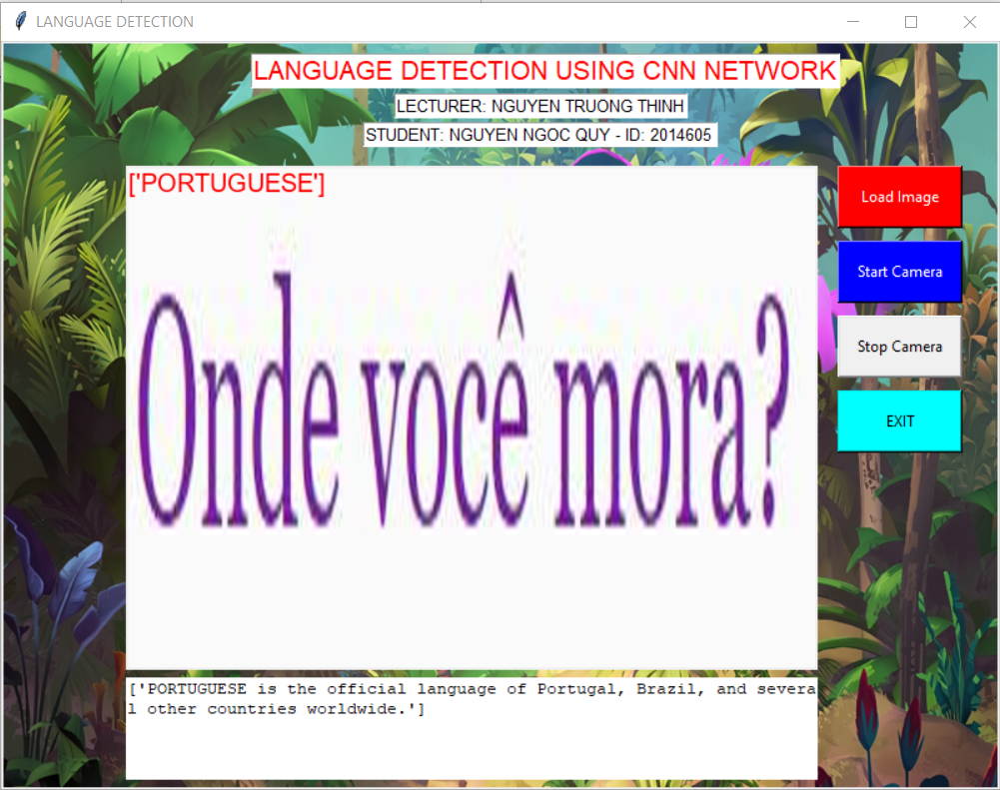 LANGUAGE DETECTION
LANGUAGE DETECTION USING CNN NETWORK
LECTURER: NGUYEN TRUONG THINH
STUDENT: NGUYEN NGOC QUY - ID: 2014605
['PORTUGUESE']
Onde você mora?
Load Image
Start Camera
Stop Camera
EXIT
['PORTUGUESE is the official language of Portugal, Brazil, and severa
l other countries worldwide.']